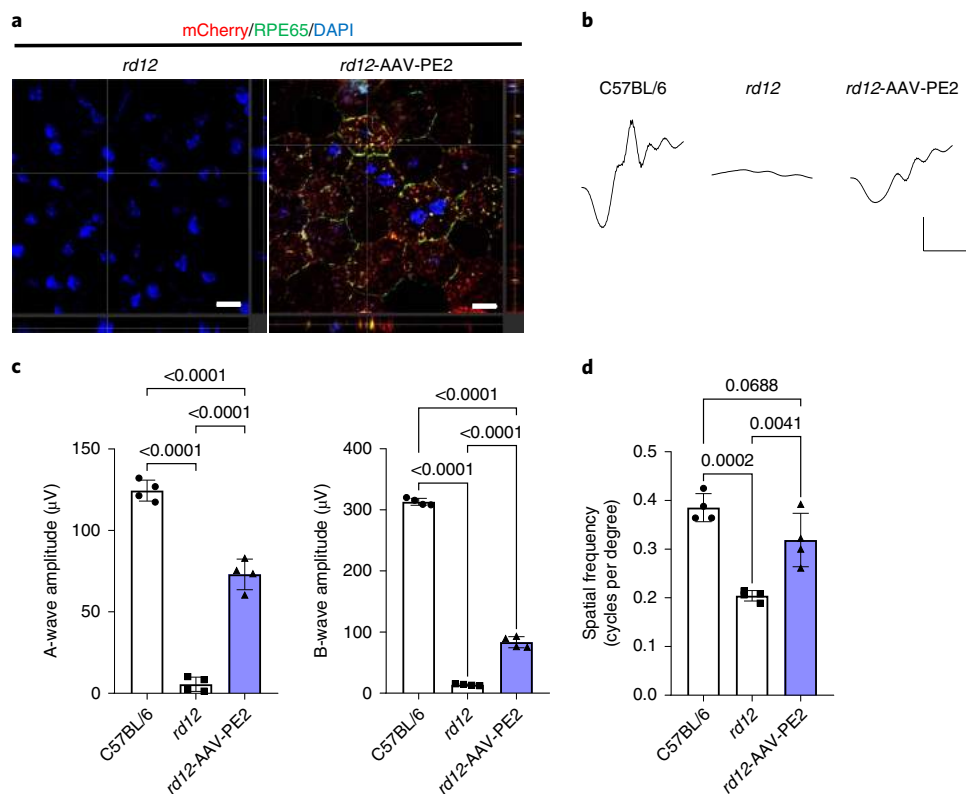 a
mCherry/RPE65/DAPI
rd12
rd12-AAV-PE2
b
C57BL/6
rd12
rd12-AAV-PE2
c
<0.0001
<0.0001
<0.0001
150
100
50
0
A-wave amplitude (μV)
C57BL/6
rd12
rd12-AAV-PE2
<0.0001
<0.0001
<0.0001
400
300
200
100
0
B-wave amplitude (μV)
C57BL/6
rd12
rd12-AAV-PE2
d
0.0688
0.0041
0.0002
0.5
0.4
0.3
0.2
0.1
0.0
Spatial frequency
(cycles per degree)
C57BL/6
rd12
rd12-AAV-PE2